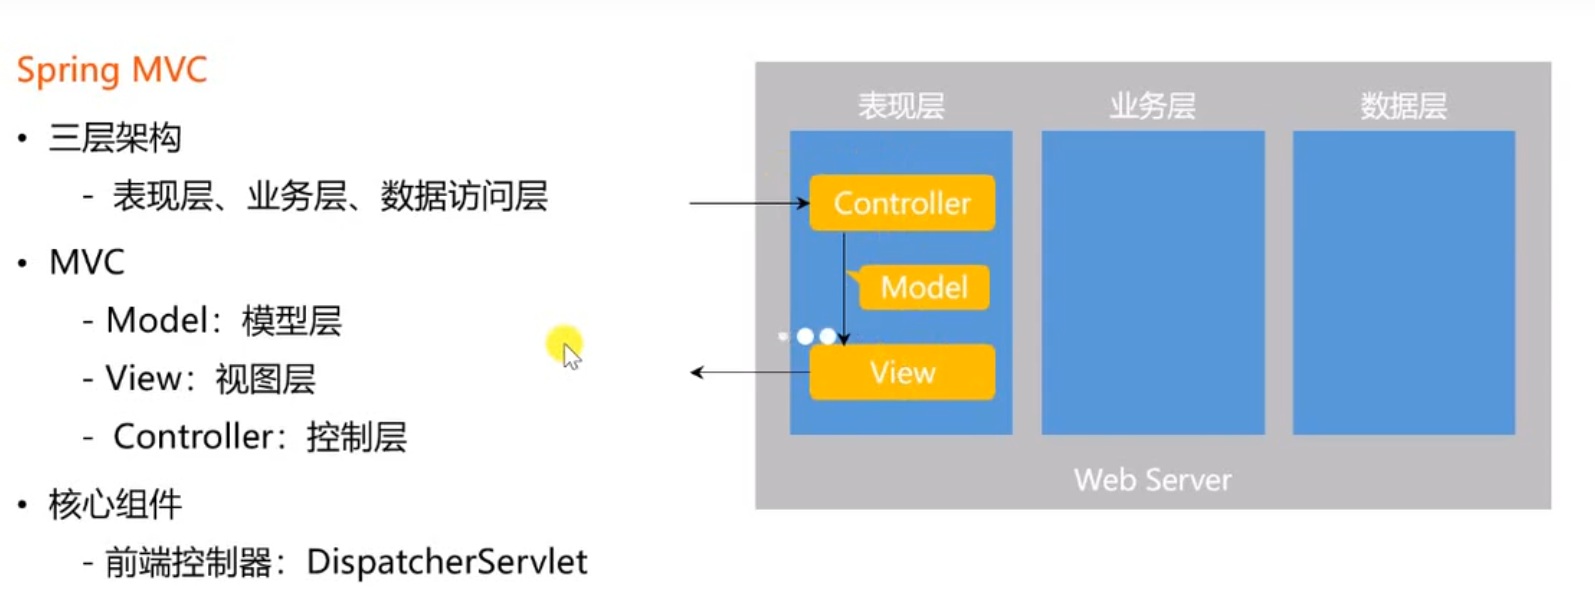 Spring MVC
• 三层架构
- 表现层、业务层、数据访问层
• MVC
- Model：模型层
- View：视图层
- Controller：控制层
• 核心组件
- 前端控制器：DispatcherServlet
表现层
业务层
数据层
Controller
Model
View
Web Server